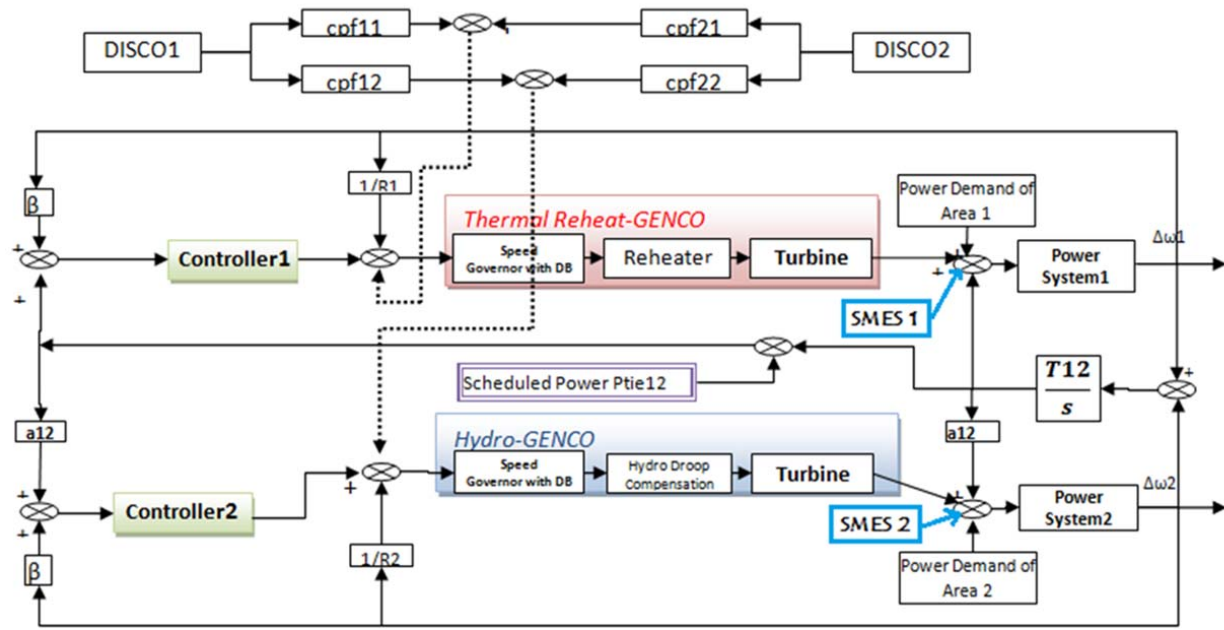 DISCO1
cpf11
cpf21
DISCO2
cpf12
cpf22
β
1/R1
Thermal Reheat-GENCO
Power Demand of
Area 1
Δω1
+
+
Controller1
Speed
Governor with DB
Reheater
Turbine
+
Power
System1
SMES 1
Scheduled Power Ptie12
T12
s
+
a12
Hydro-GENCO
a12
+
+
Controller2
+
Speed
Governor with DB
Hydro Droop
Compensation
Turbine
+
Power
System2
Δω2
SMES 2
β
1/R2
Power Demand of
Area 2